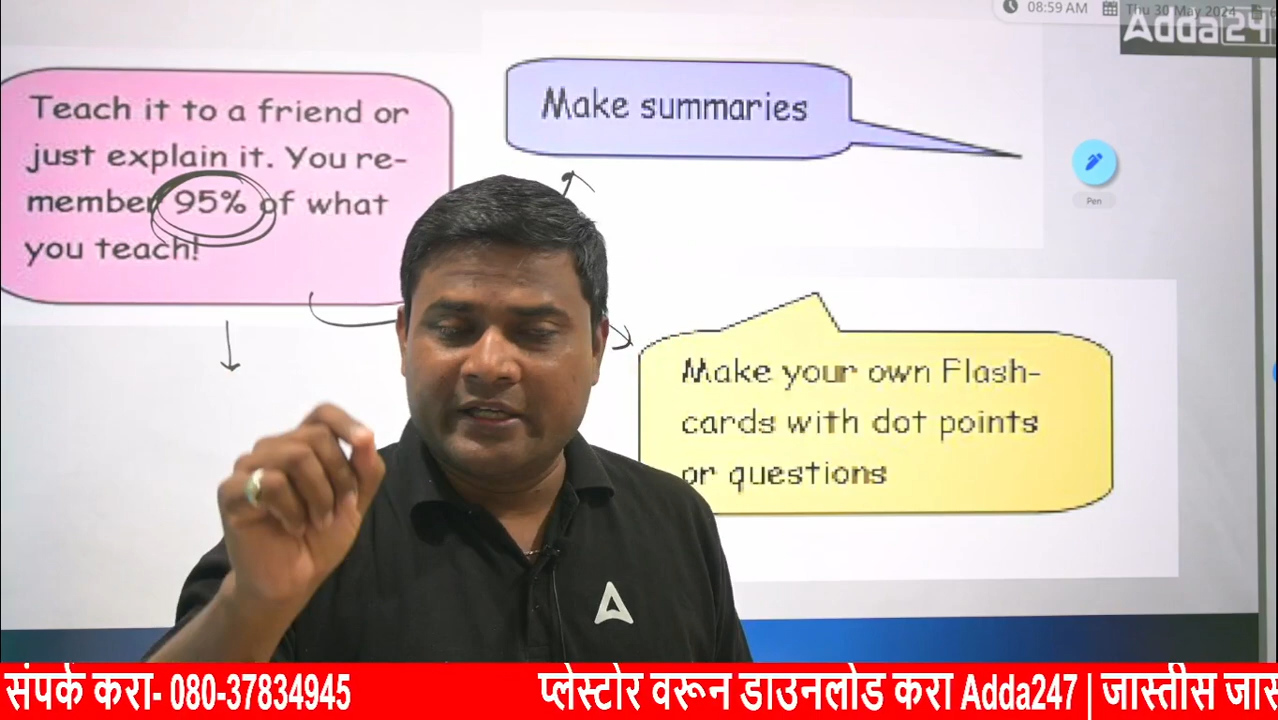 08:59 AM Thu 30 May 2024
Adda24
Teach it to a friend or
just explain it. You re-
member 95% of what
you teach!
Make summaries
Pen
Make your own Flash-
cards with dot points
or questions
संपर्क करा- 080-37834945 प्लेस्टोर वरून डाउनलोड करा Adda247 | जास्तीस जास